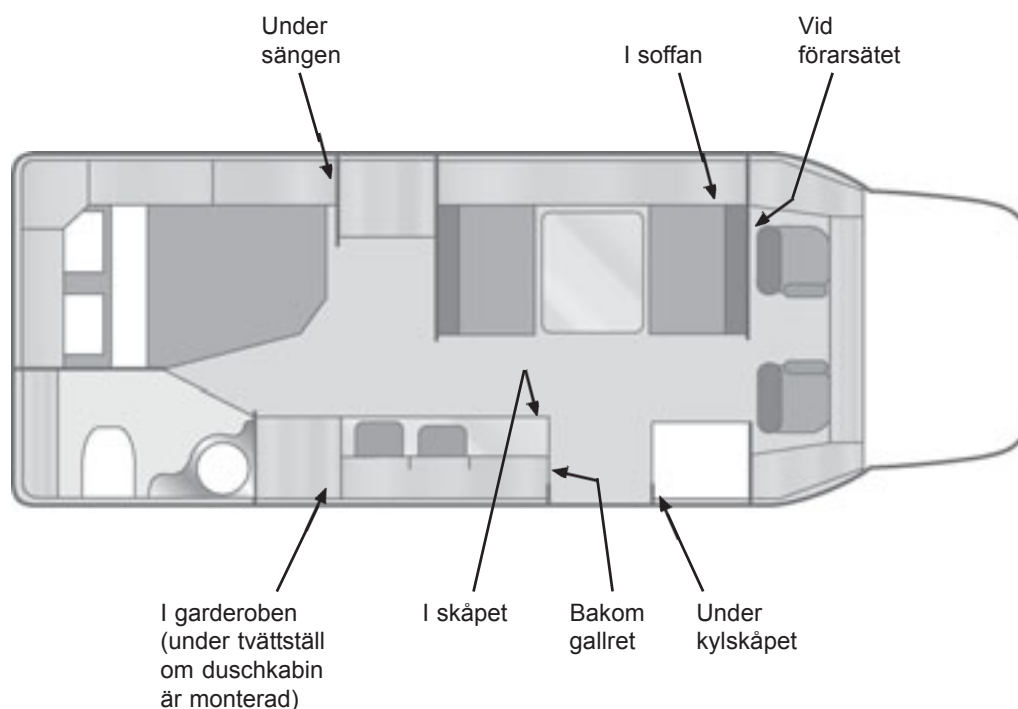 Under
sängen
I soffan
Vid
förarsätet
I garderoben
(under tvättställ
om duschkabin
är monterad)
I skåpet
Bakom
gallret
Under
kylskåpet